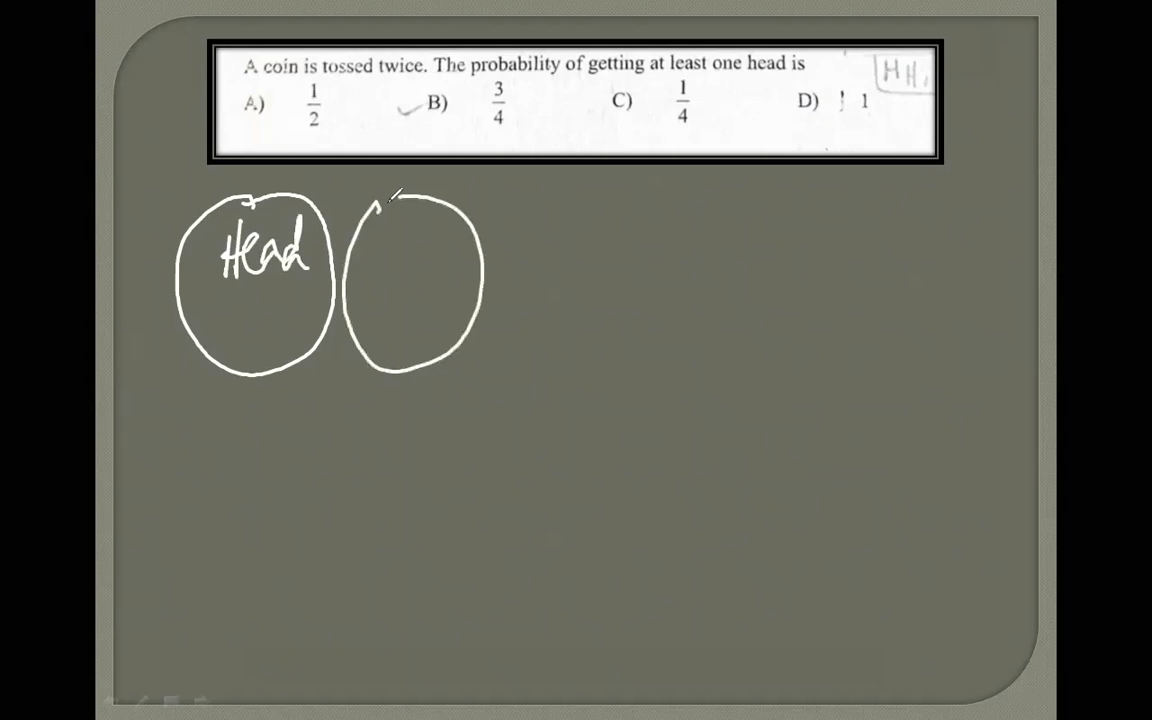 A coin is tossed twice. The probability of getting at least one head is
HH,
A) 1/2 B) 3/4 C) 1/4 D) 1
Head